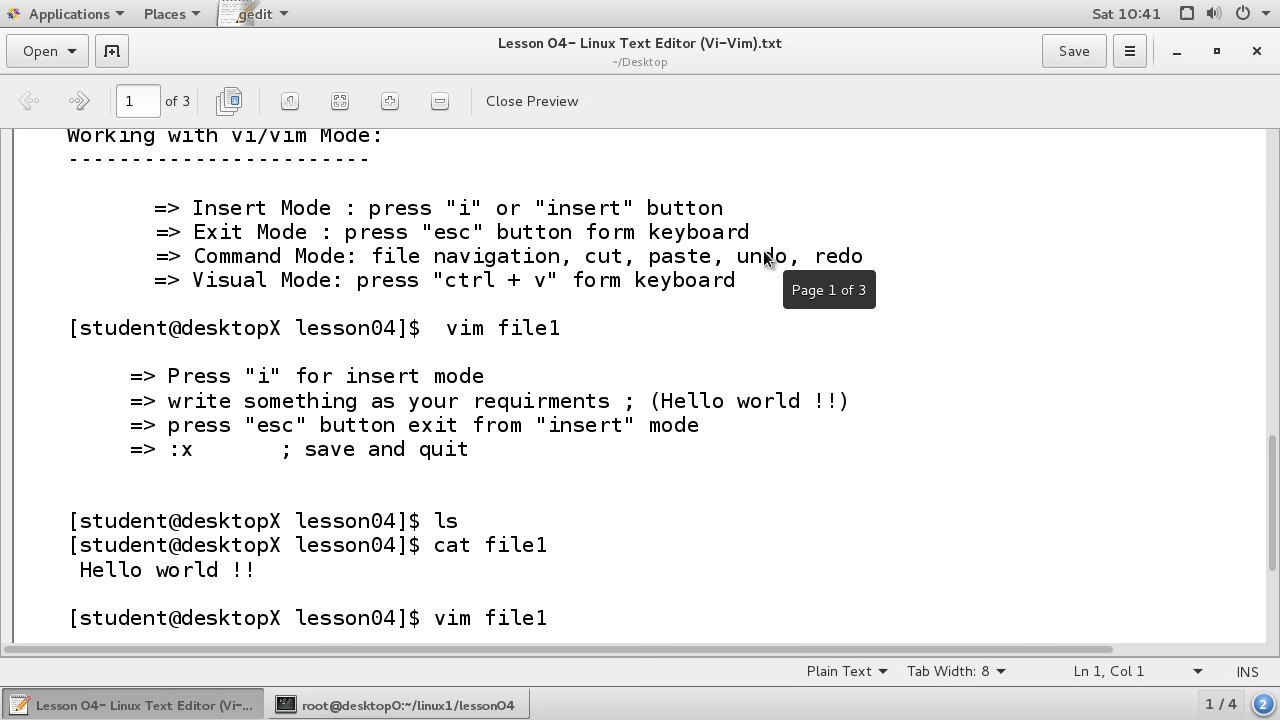 Applications Places gedit Sat 10:41
Open Lesson 04- Linux Text Editor (Vi-Vim).txt Save
~/Desktop
1 of 3 Close Preview
Working with vi/vim Mode:
------------------------
=> Insert Mode : press "i" or "insert" button
=> Exit Mode : press "esc" button form keyboard
=> Command Mode: file navigation, cut, paste, undo, redo
=> Visual Mode: press "ctrl + v" form keyboard
Page 1 of 3
[student@desktopX lesson04]$  vim file1
=> Press "i" for insert mode
=> write something as your requirments ; (Hello world !!)
=> press "esc" button exit from "insert" mode
=> :x       ; save and quit
[student@desktopX lesson04]$ ls
[student@desktopX lesson04]$ cat file1
Hello world !!
[student@desktopX lesson04]$ vim file1
Plain Text Tab Width: 8 Ln 1, Col 1 INS
Lesson 04- Linux Text Editor (Vi-... root@desktop0:~/linux1/lesson04 1 / 4 2